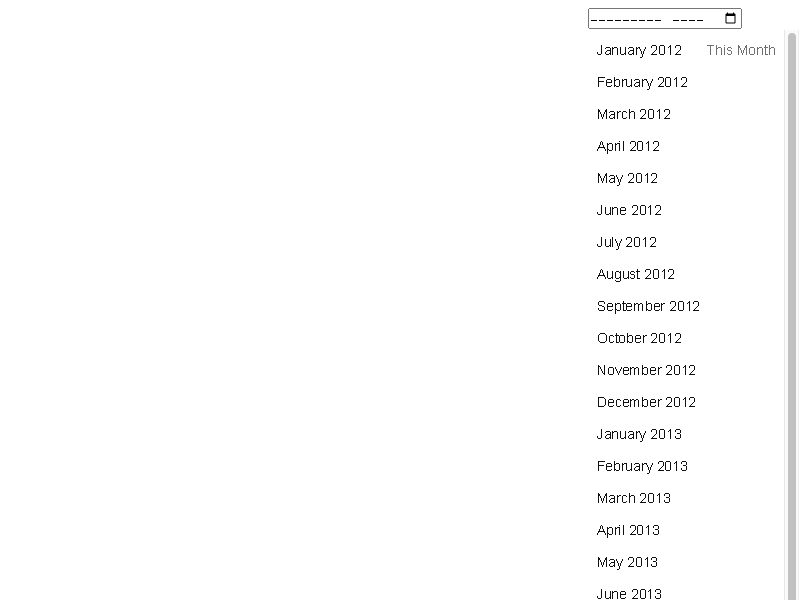 --------- ----
January 2012 This Month
February 2012
March 2012
April 2012
May 2012
June 2012
July 2012
August 2012
September 2012
October 2012
November 2012
December 2012
January 2013
February 2013
March 2013
April 2013
May 2013
June 2013